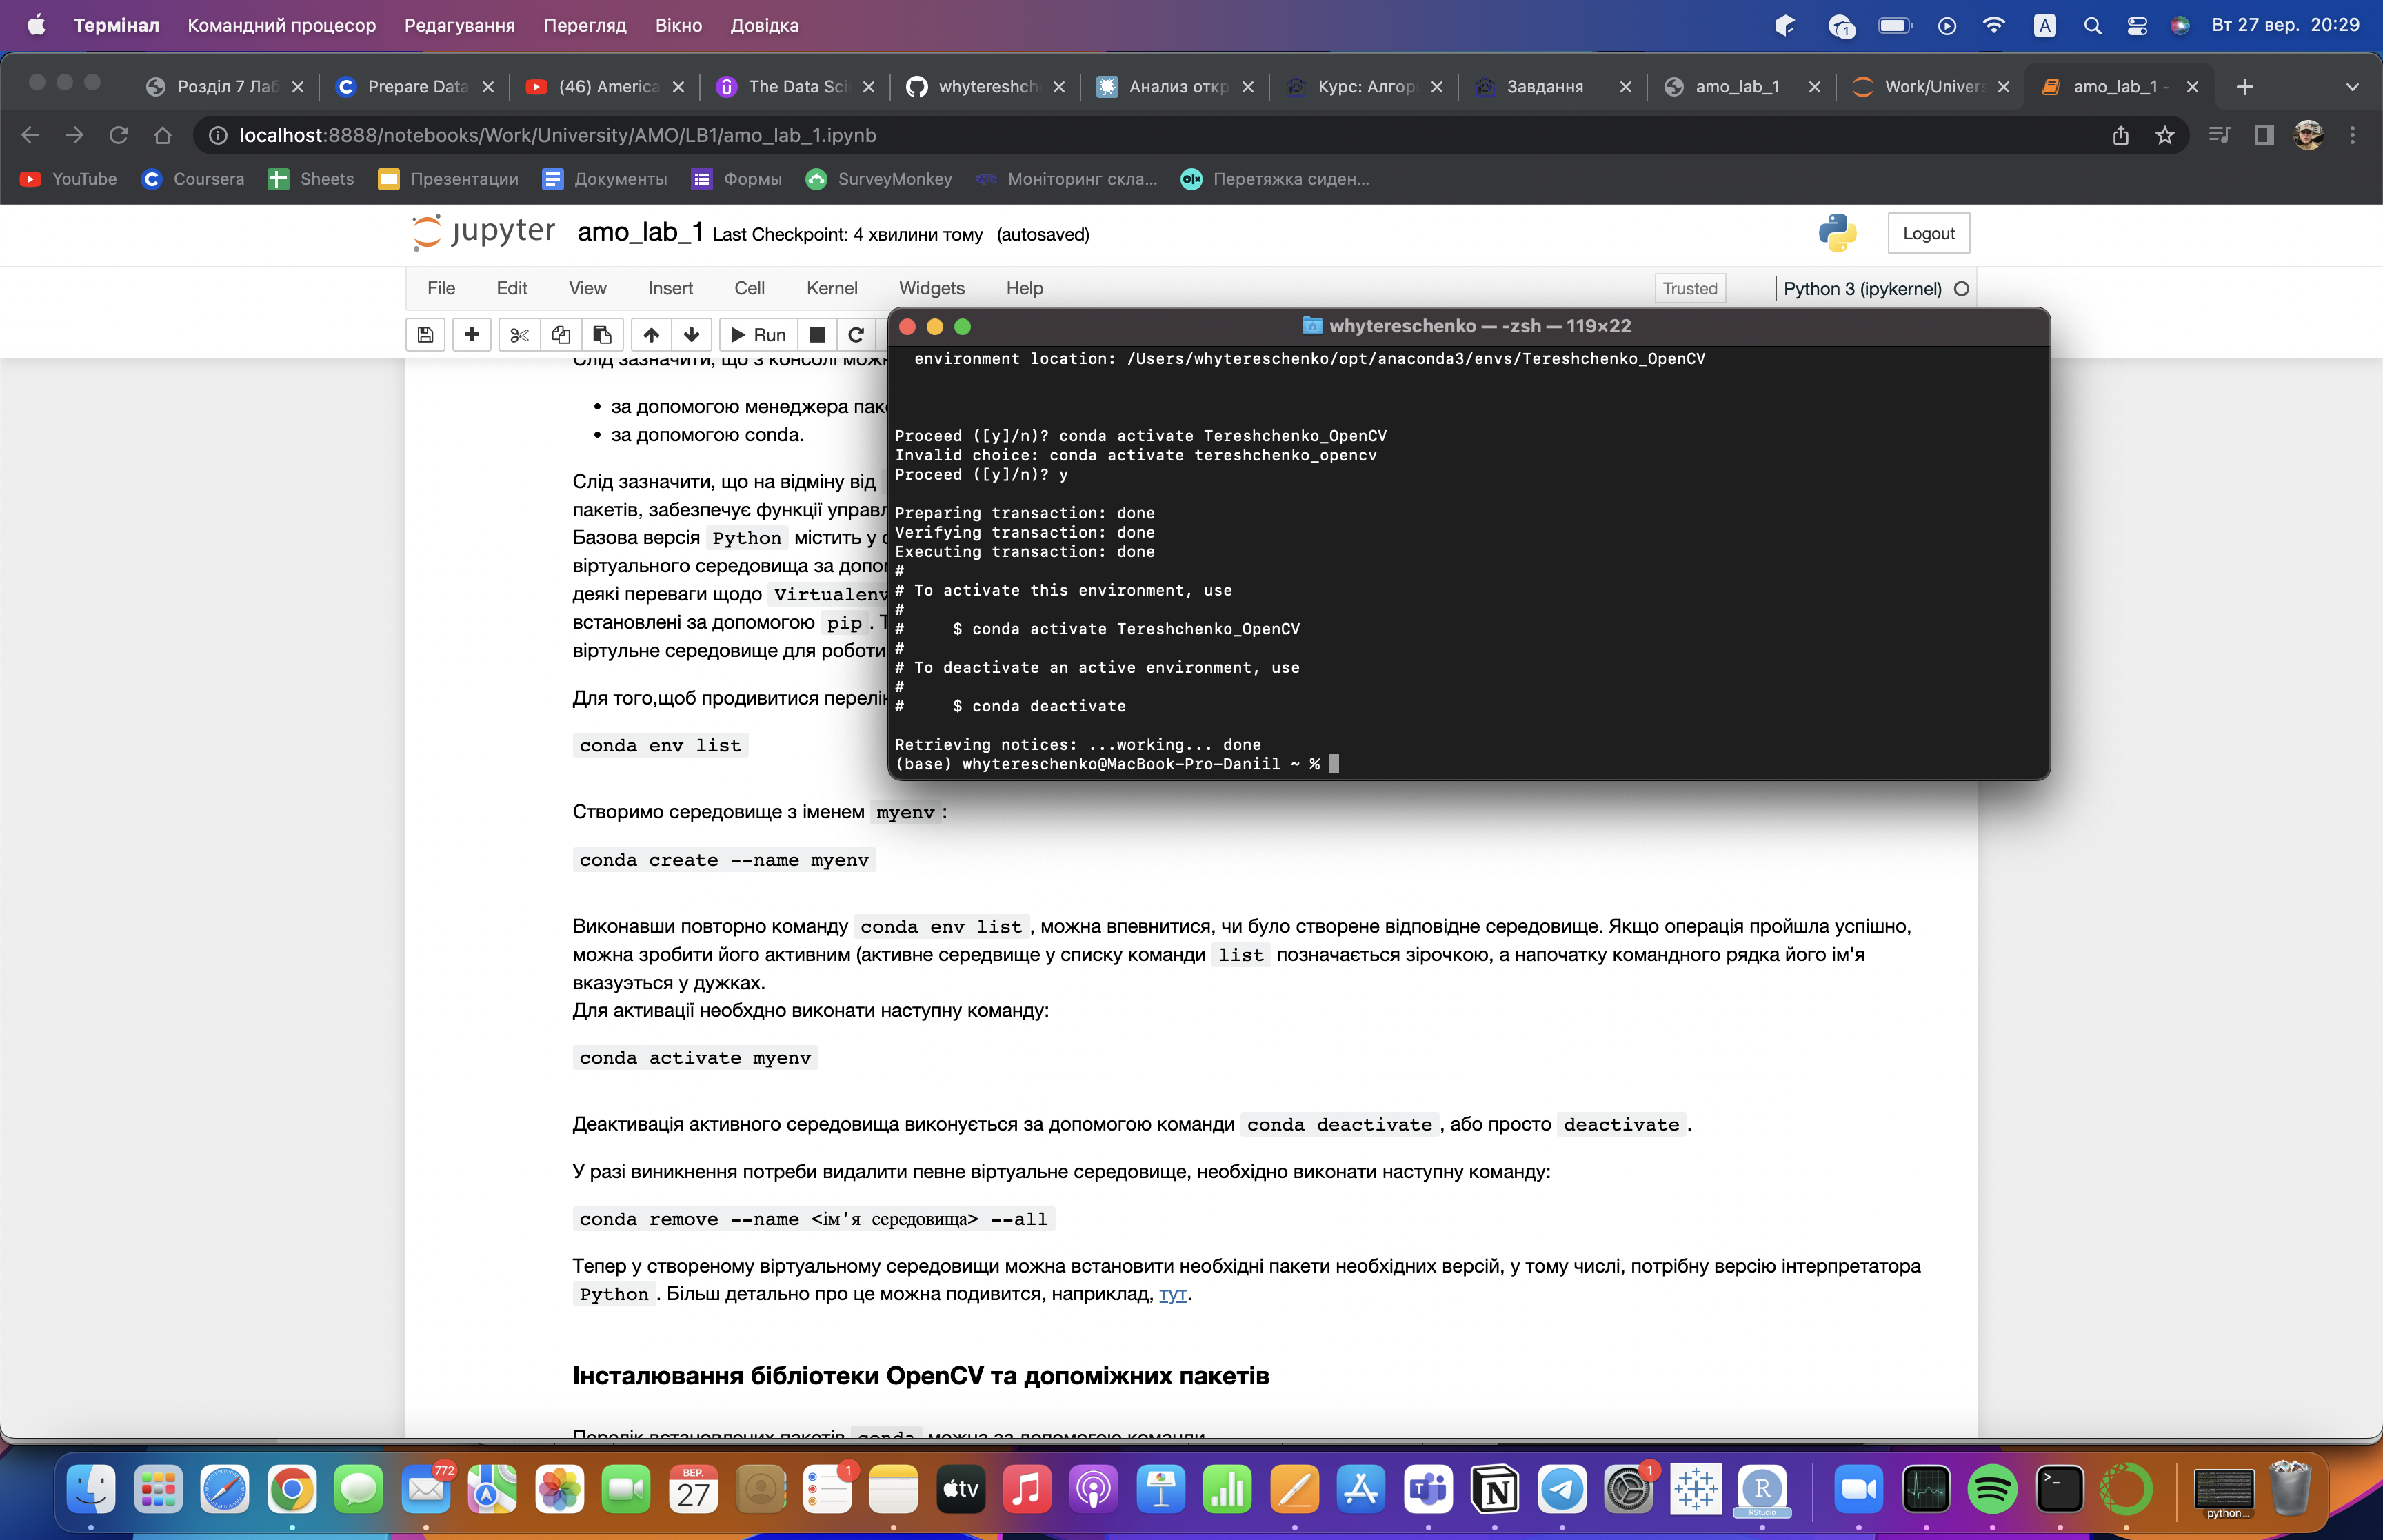 Термінал Командний процесор Редагування Перегляд Вікно Довідка
1 A Вт 27 вер. 20:29
Розділ 7 Лаб Prepare Data (46) America The Data Sci whytereshch Анализ откр Курс: Алгор Завдання amo_lab_1 Work/Univers amo_lab_1 -
localhost:8888/notebooks/Work/University/AMO/LB1/amo_lab_1.ipynb
YouTube Coursera Sheets Презентации Документы Формы SurveyMonkey Моніторинг скла... Перетяжка сиден...
jupyter amo_lab_1 Last Checkpoint: 4 хвилини тому (autosaved) Logout
File Edit View Insert Cell Kernel Widgets Help Trusted Python 3 (ipykernel)
Run
Слід зазначити, що з консолі можн
• за допомогою менеджера пак
• за допомогою conda.
Слід зазначити, що на відміну від
пакетів, забезпечує функції управл
Базова версія Python містить у с
віртуального середовища за допом
деякі переваги щодо Virtualenv
встановлені за допомогою pip . Т
віртульне середовище для роботи
Для того,щоб продивитися перелік
conda env list
whytereschenko — -zsh — 119×22
environment location: /Users/whytereschenko/opt/anaconda3/envs/Tereshchenko_OpenCV
Proceed ([y]/n)? conda activate Tereshchenko_OpenCV
Invalid choice: conda activate tereshchenko_opencv
Proceed ([y]/n)? y
Preparing transaction: done
Verifying transaction: done
Executing transaction: done
#
# To activate this environment, use
#
#     $ conda activate Tereshchenko_OpenCV
#
# To deactivate an active environment, use
#
#     $ conda deactivate
Retrieving notices: ...working... done
(base) whytereschenko@MacBook-Pro-Daniil ~ %
Створимо середовище з іменем myenv :
conda create --name myenv
Виконавши повторно команду conda env list , можна впевнитися, чи було створене відповідне середовище. Якщо операція пройшла успішно,
можна зробити його активним (активне середвище у списку команди list позначається зірочкою, а напочатку командного рядка його ім'я
вказуэться у дужках.
Для активації необхдно виконати наступну команду:
conda activate myenv
Деактивація активного середовища виконується за допомогою команди conda deactivate , або просто deactivate .
У разі виникнення потреби видалити певне віртуальне середовище, необхідно виконати наступну команду:
conda remove --name <ім'я середовища> --all
Тепер у створеному віртуальному середовищи можна встановити необхідні пакети необхідних версій, у тому числі, потрібну версію інтерпретатора
Python . Більш детально про це можна подивится, наприклад, тут.
Інсталювання бібліотеки OpenCV та допоміжних пакетів
Перелік встановлених пакетів conda можна за допомогою команди
772 ВЕР. 27 1 tv 1 R RStudio python...